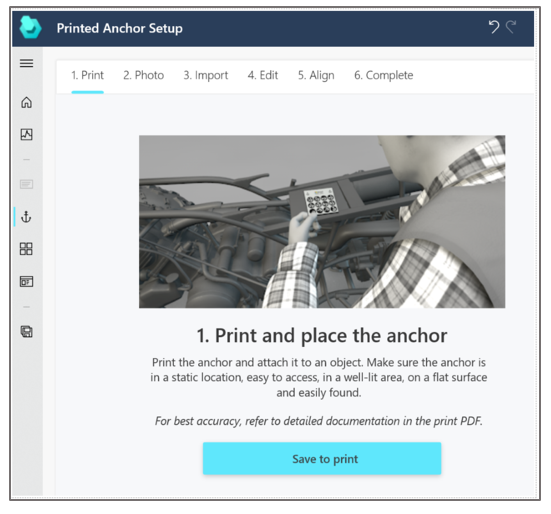 Printed Anchor Setup
1. Print 2. Photo 3. Import 4. Edit 5. Align 6. Complete
1. Print and place the anchor
Print the anchor and attach it to an object. Make sure the anchor is
in a static location, easy to access, in a well-lit area, on a flat surface
and easily found.
For best accuracy, refer to detailed documentation in the print PDF.
Save to print